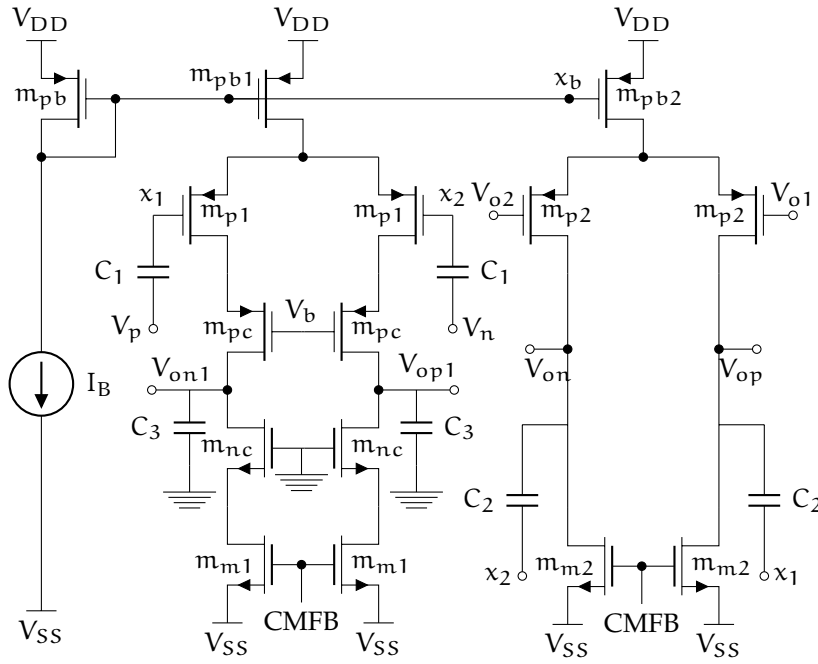 V_DD V_DD V_DD
m_pb m_pb1 x_b m_pb2
x_1 x_2
m_p1 m_p1 V_o2 m_p2 m_p2 V_o1
C_1 C_1
V_p m_pc V_b m_pc V_n
V_on1 V_op1 V_on V_op
I_B
C_3 m_nc m_nc C_3
C_2 C_2
m_m1 m_m1 x_2 m_m2 m_m2 x_1
CMFB CMFB
V_SS V_SS V_SS V_SS V_SS